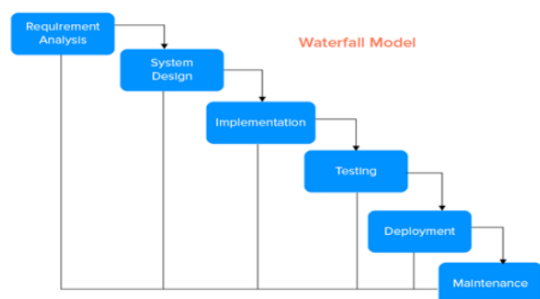 Requirement
Analysis
Waterfall Model
System
Design
Implementation
Testing
Deployment
Maintenance